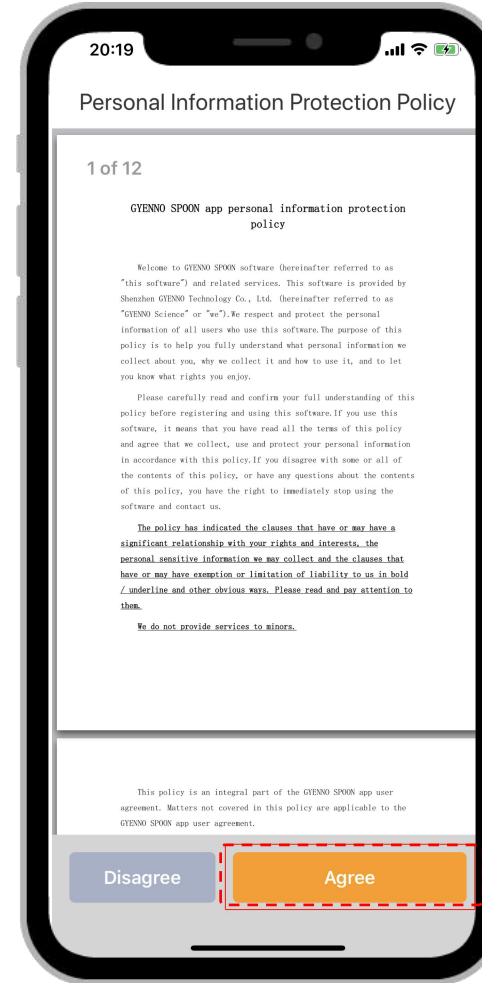 20:19
Personal Information Protection Policy
1 of 12
GYENNO SPOON app personal information protection
policy
Welcome to GYENNO SPOON software (hereinafter referred to as
"this software") and related services. This software is provided by
Shenzhen GYENNO Technology Co., Ltd. (hereinafter referred to as
"GYENNO Science" or "we").We respect and protect the personal
information of all users who use this software.The purpose of this
policy is to help you fully understand what personal information we
collect about you, why we collect it and how to use it, and to let
you know what rights you enjoy.
Please carefully read and confirm your full understanding of this
policy before registering and using this software.If you use this
software, it means that you have read all the terms of this policy
and agree that we collect, use and protect your personal information
in accordance with this policy.If you disagree with some or all of
the contents of this policy, or have any questions about the contents
of this policy, you have the right to immediately stop using the
software and contact us.
The policy has indicated the clauses that have or may have a
significant relationship with your rights and interests, the
personal sensitive information we may collect and the clauses that
have or may have exemption or limitation of liability to us in bold
/ underline and other obvious ways. Please read and pay attention to
them.
We do not provide services to minors.
This policy is an integral part of the GYENNO SPOON app user
agreement. Matters not covered in this policy are applicable to the
GYENNO SPOON app user agreement.
Disagree
Agree